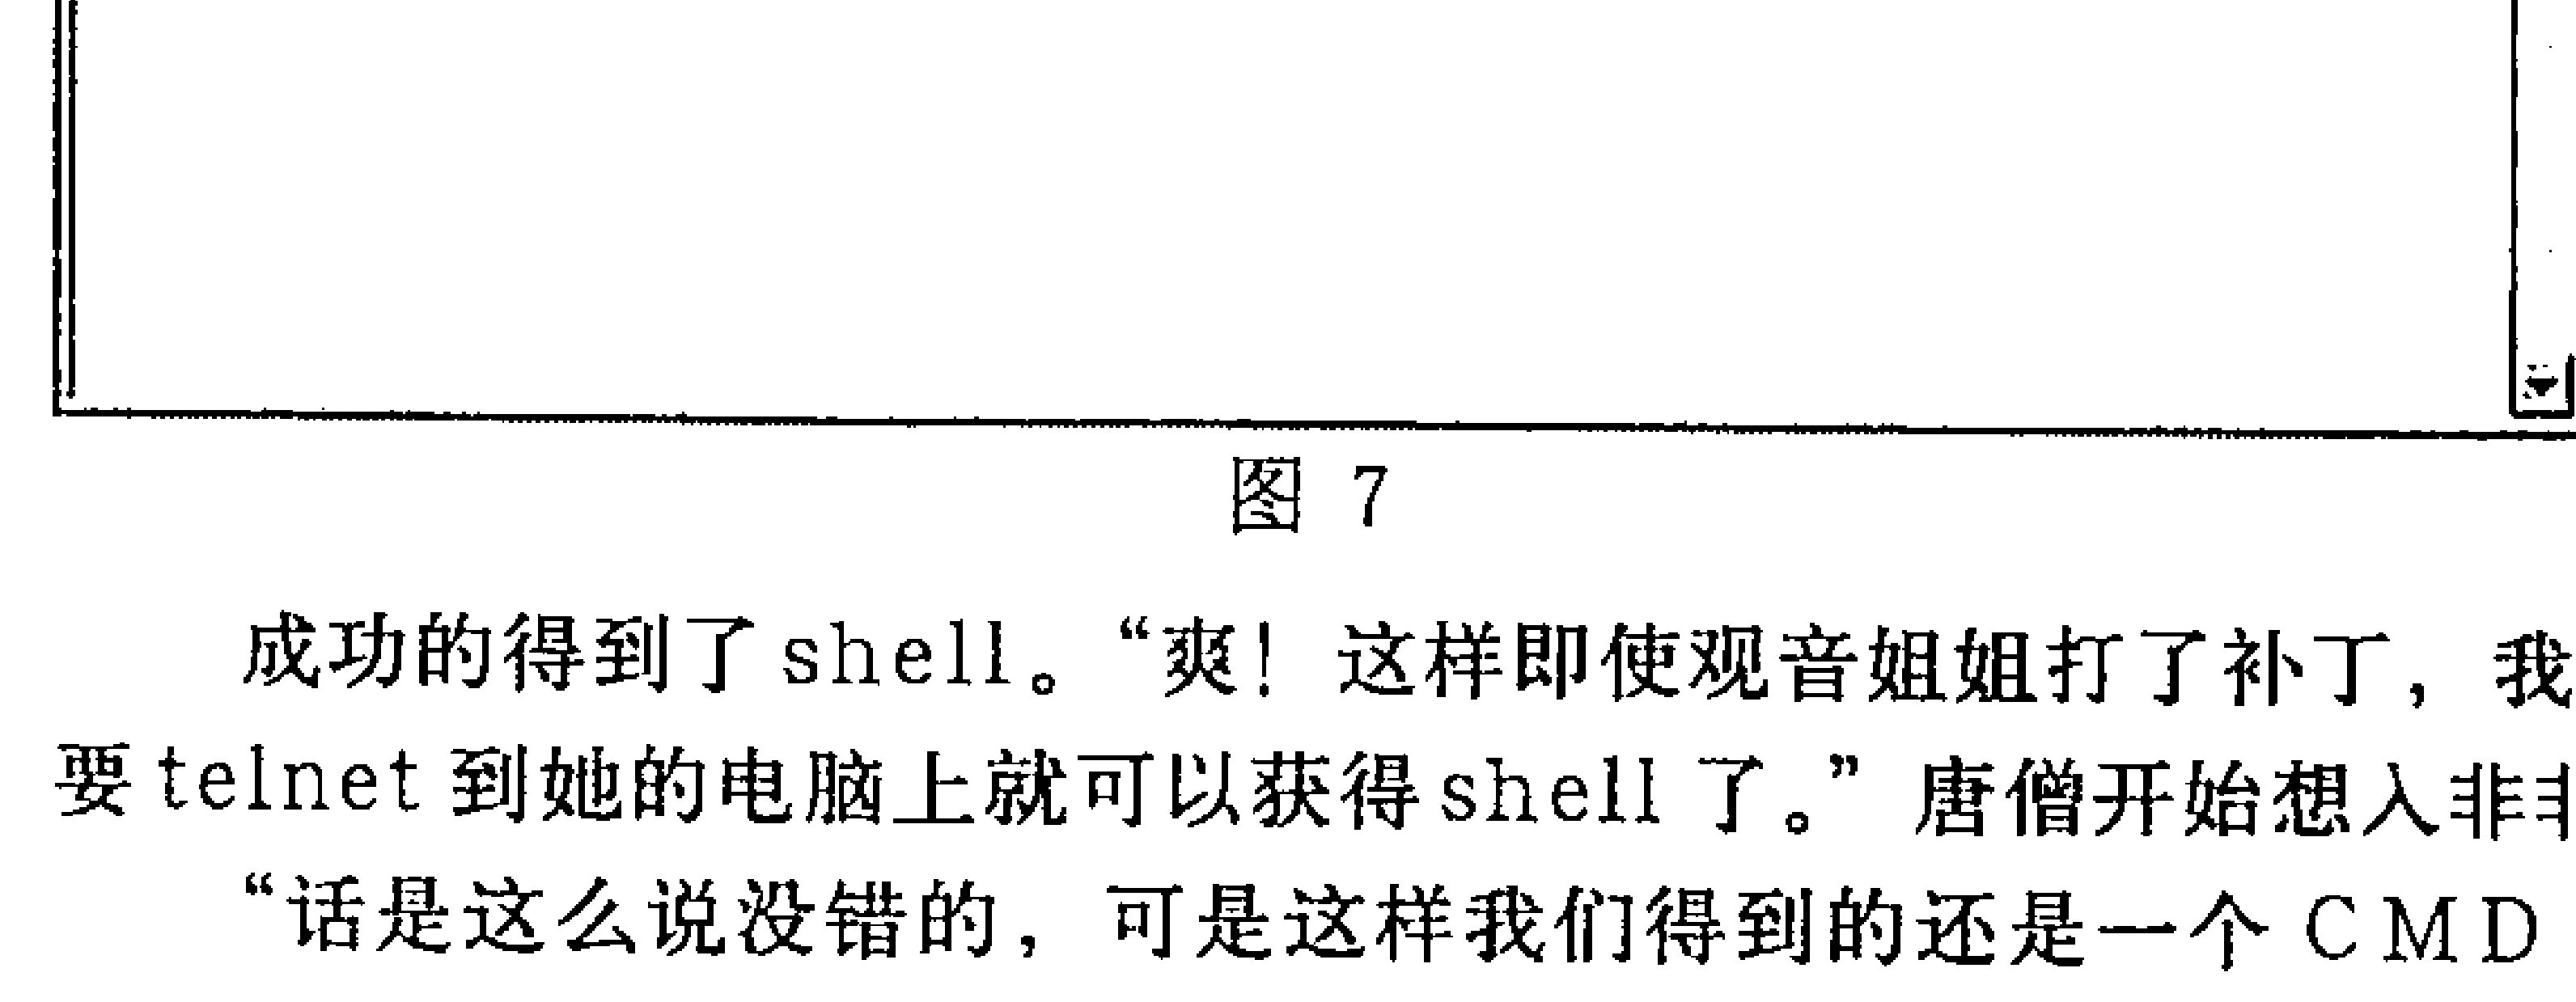 图 7
成功的得到了shell。“爽！这样即使观音姐姐打了补丁，我
要telnet到她的电脑上就可以获得shell了。”唐僧开始想入非非
“话是这么说没错的，可是这样我们得到的还是一个CMD